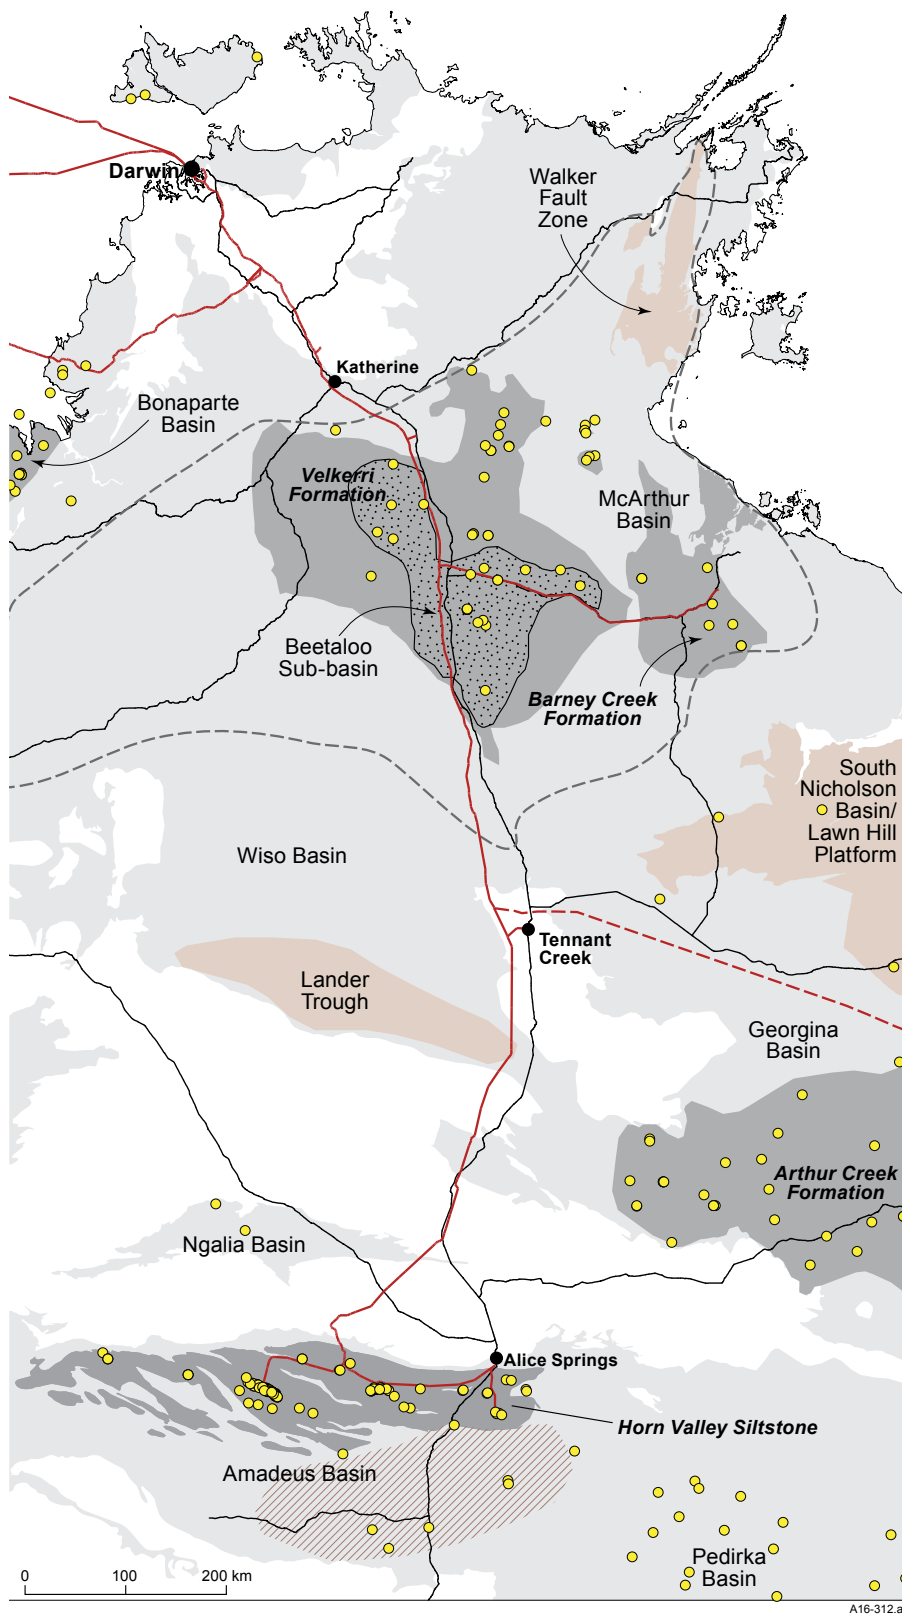 Darwin
Walker
Fault
Zone
Katherine
Bonaparte
Basin
Velkerri
Formation
McArthur
Basin
Beetaloo
Sub-basin
Barney Creek
Formation
South
Nicholson
Basin/
Lawn Hill
Platform
Wiso Basin
Tennant
Creek
Lander
Trough
Georgina
Basin
Arthur Creek
Formation
Ngalia Basin
Alice Springs
Horn Valley Siltstone
Amadeus Basin
Pedirka
Basin
0 100 200 km
A16-312.a